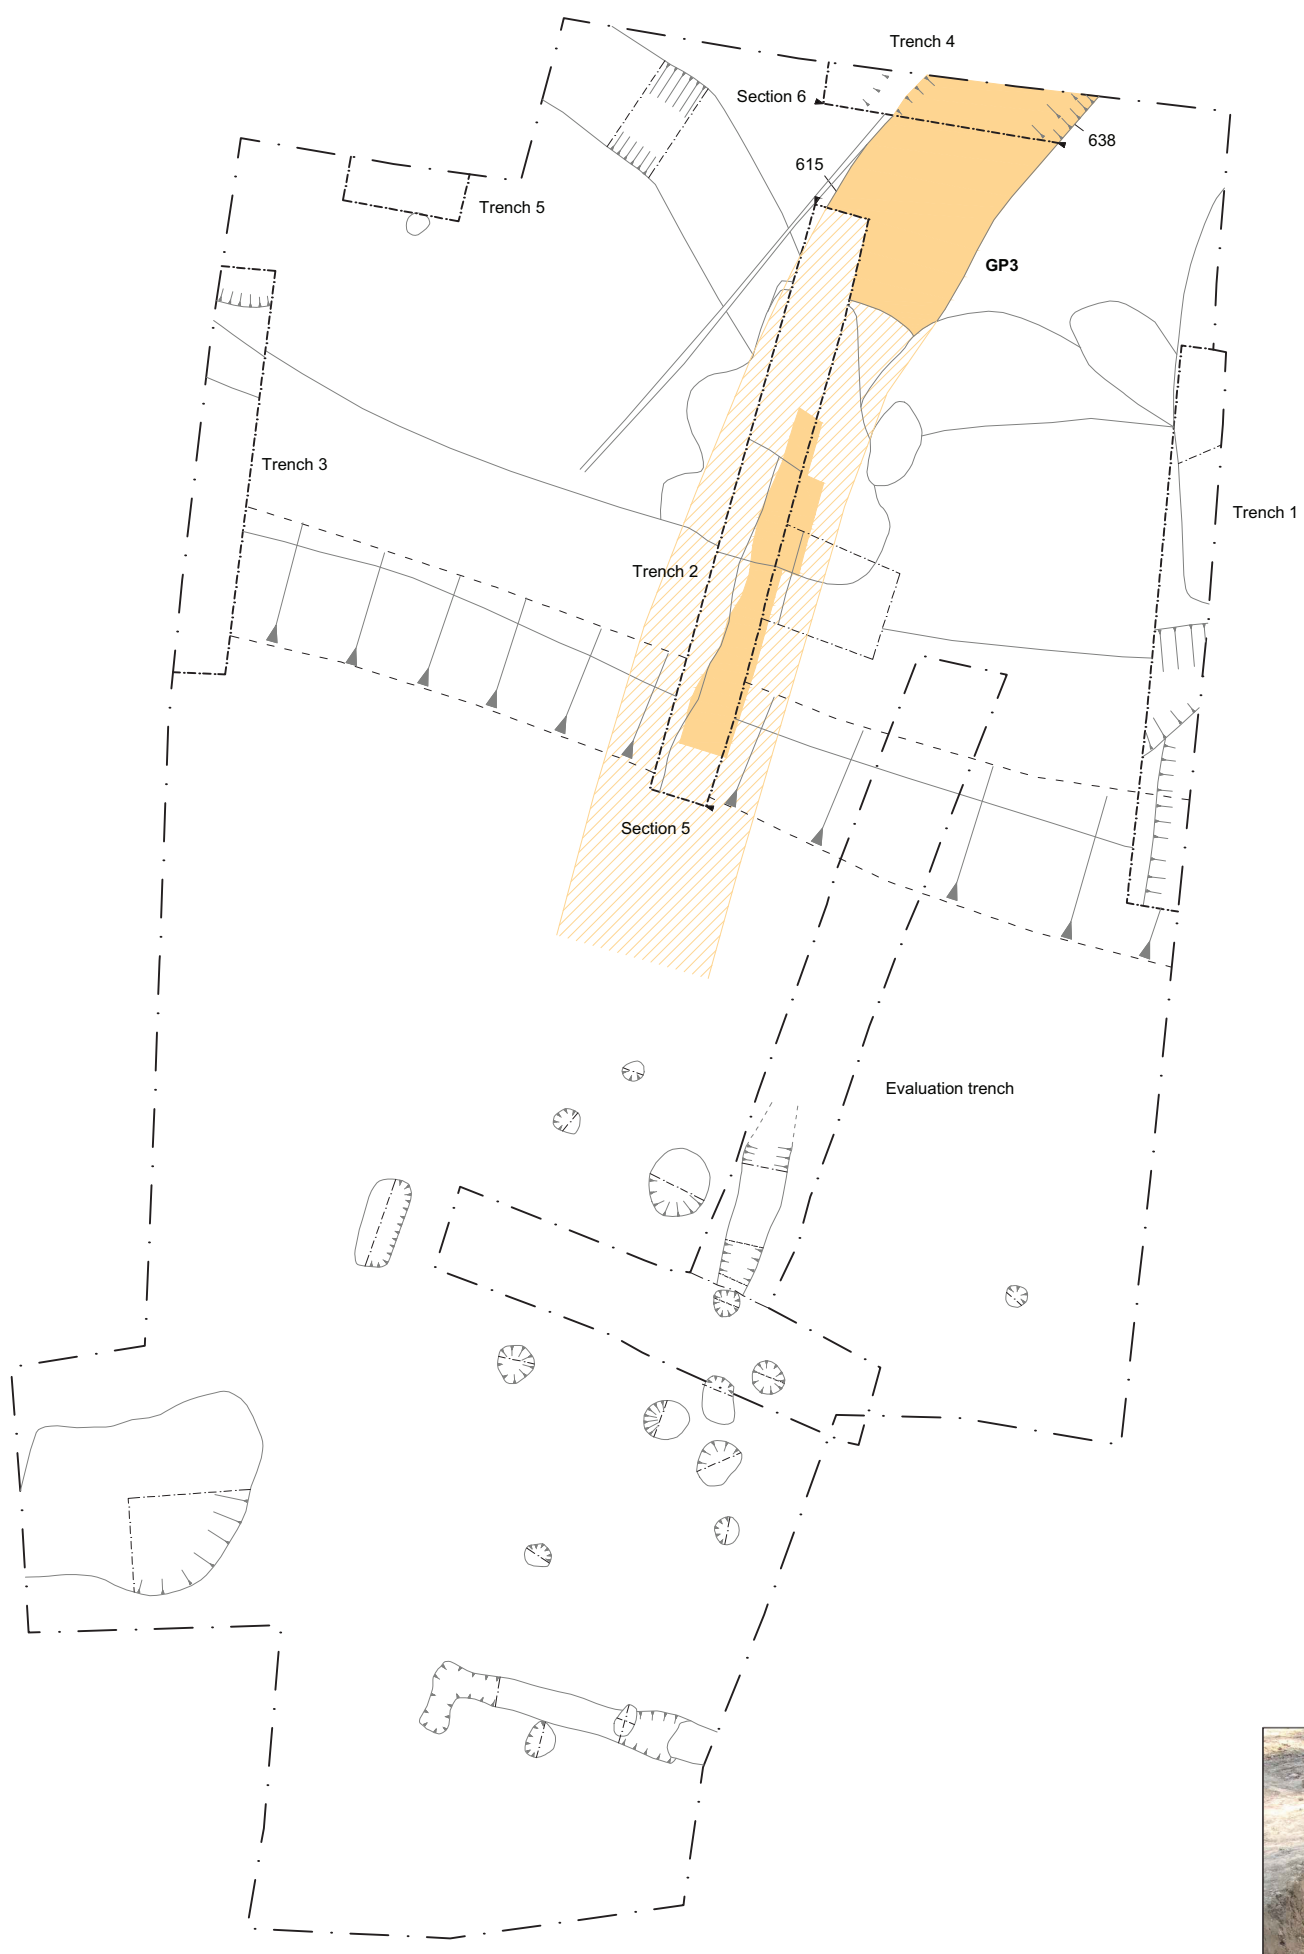 Trench 4
Section 6
638
615
Trench 5
GP3
Trench 3
Trench 1
Trench 2
Section 5
Evaluation trench